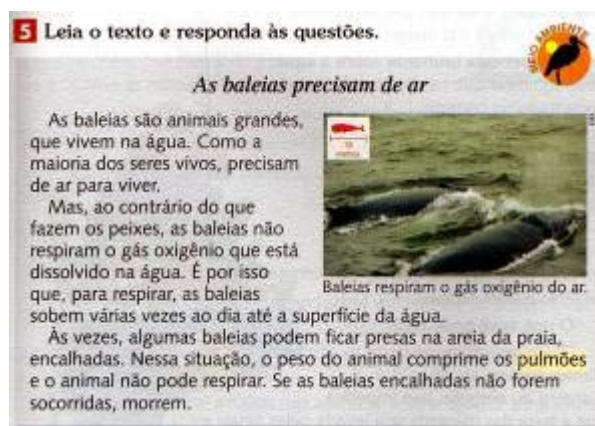 5 Leia o texto e responda às questões.
MEIO AMBIENTE
As baleias precisam de ar
As baleias são animais grandes,
que vivem na água. Como a
maioria dos seres vivos, precisam
de ar para viver.
Mas, ao contrário do que
fazem os peixes, as baleias não
respiram o gás oxigênio que está
dissolvido na água. É por isso
que, para respirar, as baleias
sobem várias vezes ao dia até a superfície da água.
Às vezes, algumas baleias podem ficar presas na areia da praia,
encalhadas. Nessa situação, o peso do animal comprime os pulmões
e o animal não pode respirar. Se as baleias encalhadas não forem
socorridas, morrem.
metros
Baleias respiram o gás oxigênio do ar.